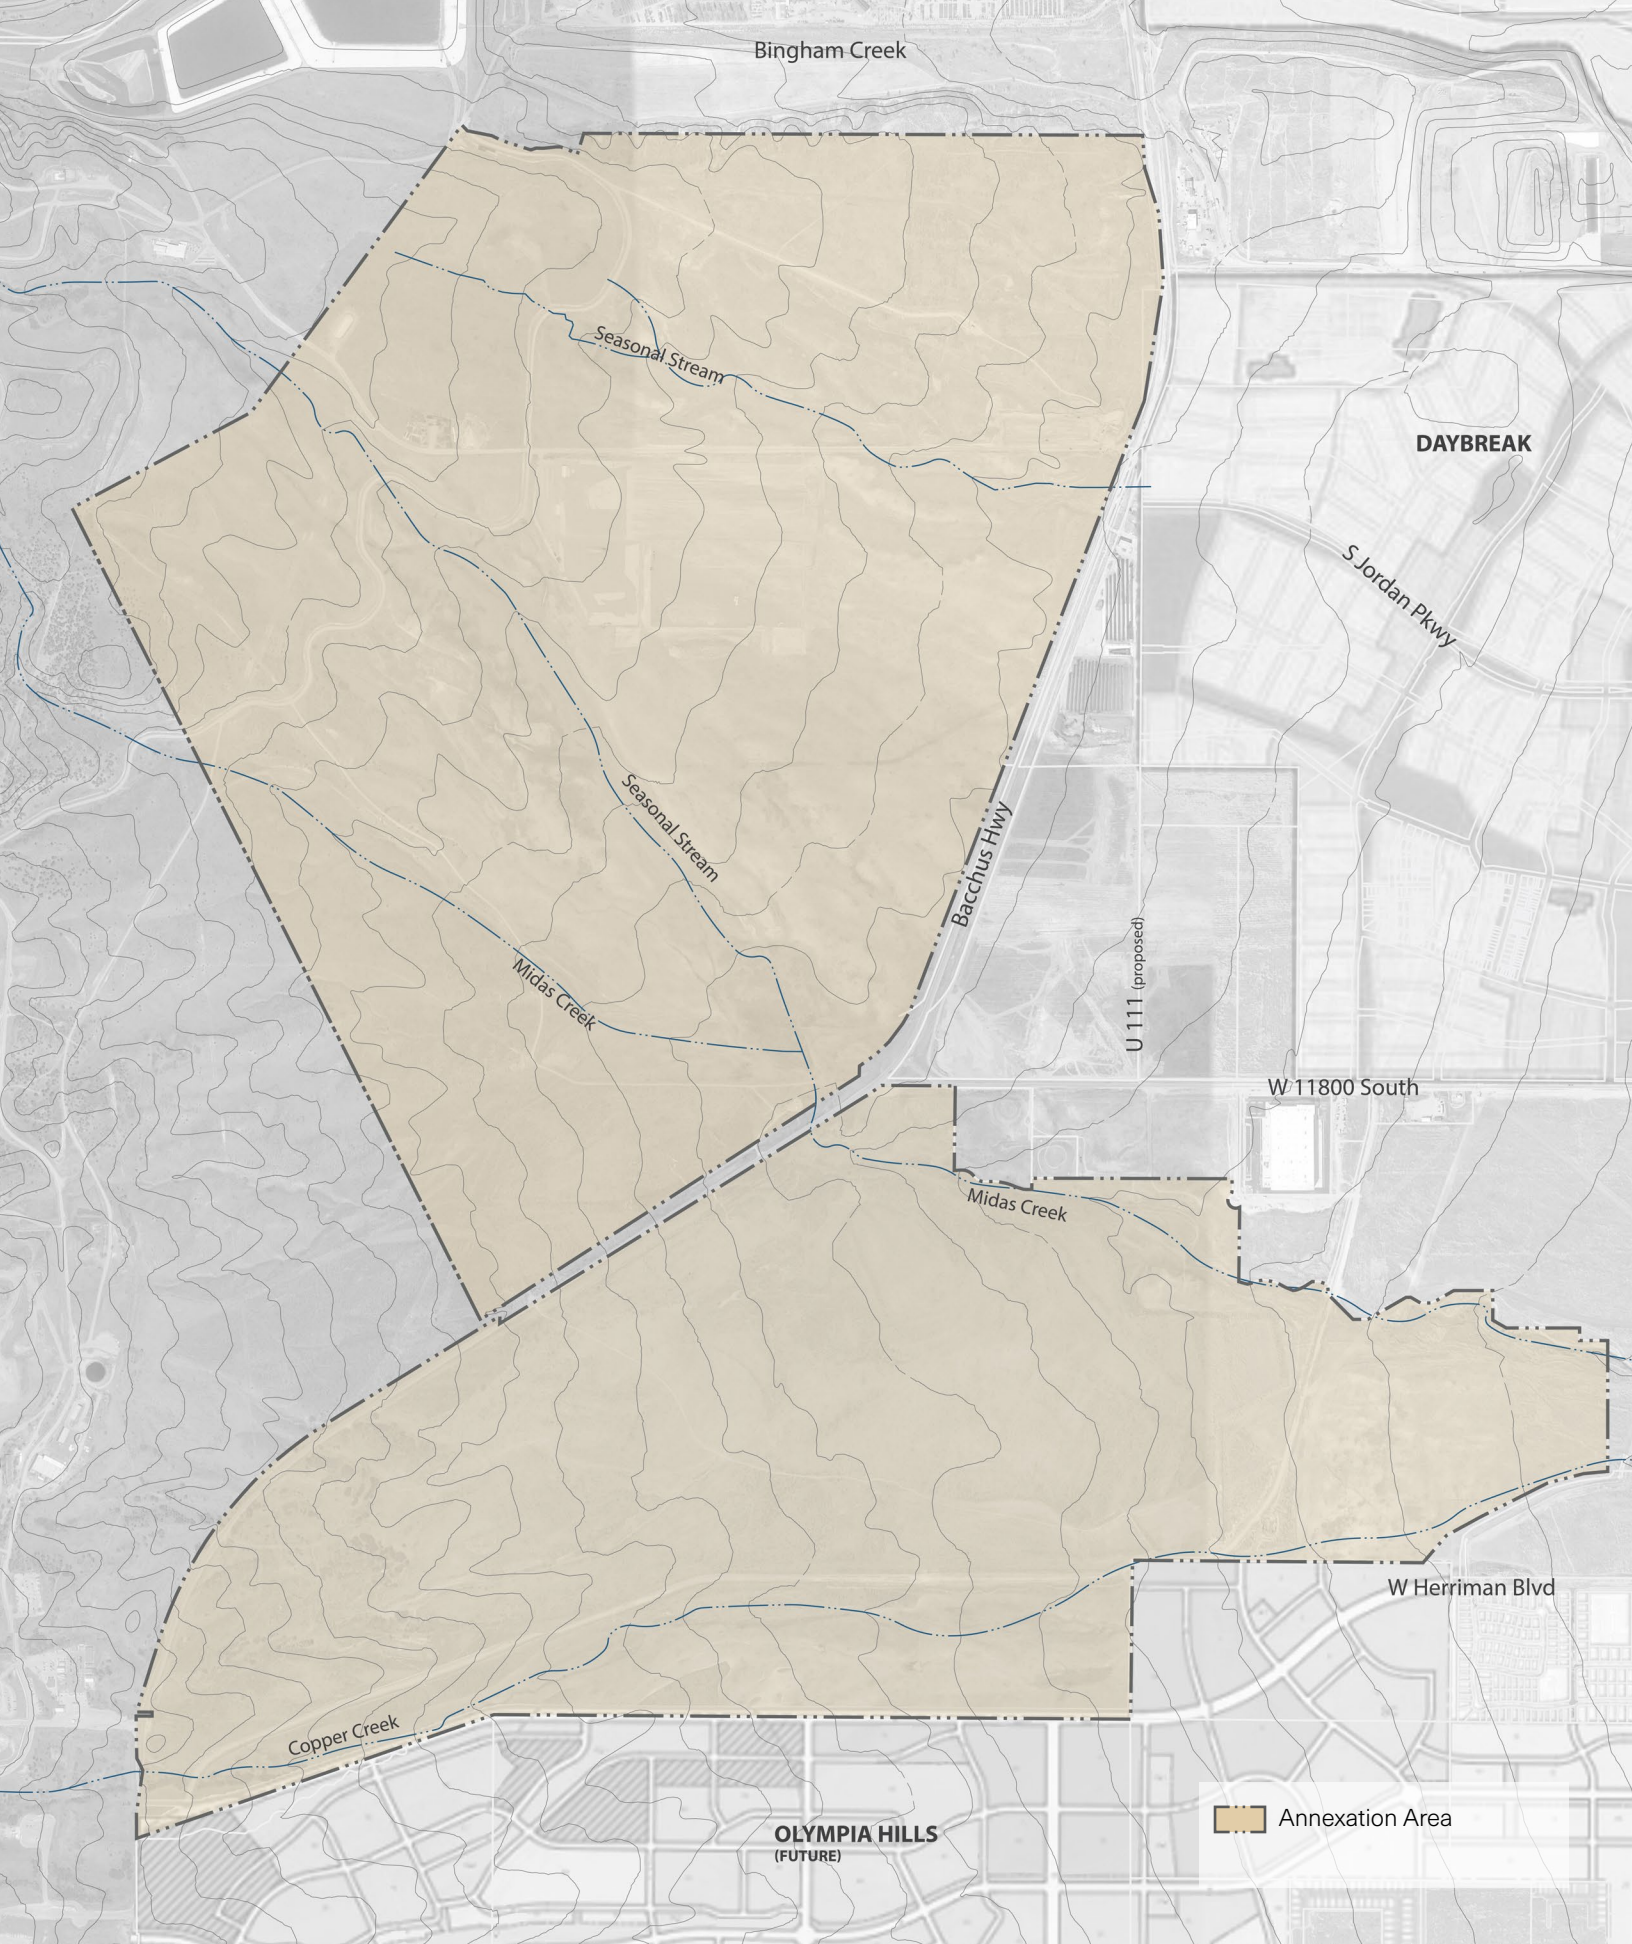 Bingham Creek
Seasonal Stream
DAYBREAK
S Jordan Pkwy
Seasonal Stream
Bacchus Hwy
U 111 (proposed)
Midas Creek
W 11800 South
Midas Creek
W Herriman Blvd
Copper Creek
Annexation Area
OLYMPIA HILLS
(FUTURE)